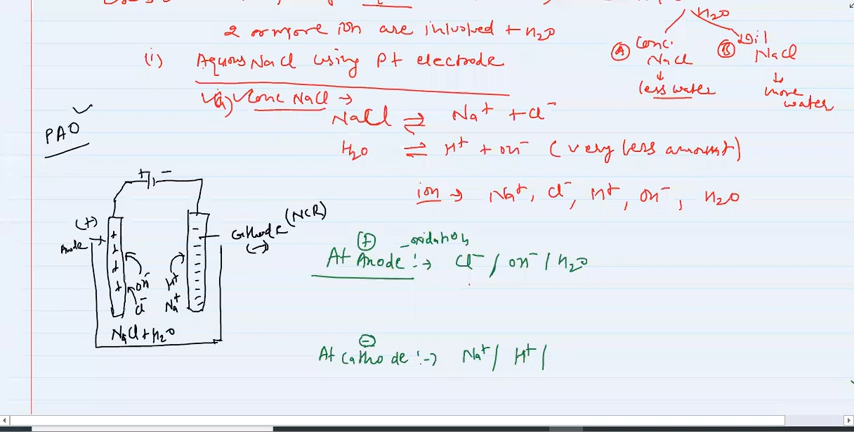 2 or more ion are involved + H₂O
H₂O
(i) Aquous NaCl using Pt electrode
(A) Conc. NaCl ↓ less water
(B) Dil NaCl ↓ more water
(a) Conc NaCl →
NaCl ⇌ Na⁺ + Cl⁻
PAO
H₂O ⇌ H⁺ + OH⁻ (very less amount)
ion → Na⁺, Cl⁻, H⁺, OH⁻, H₂O
+ -
(+) Anode
Cathode (NCR) (-)
OH⁻ H⁺
Cl⁻ Na⁺
NaCl + H₂O
(+) oxidation
At Anode :→ Cl⁻ / OH⁻ / H₂O
(-)
At Cathode :-) Na⁺ / H⁺ /